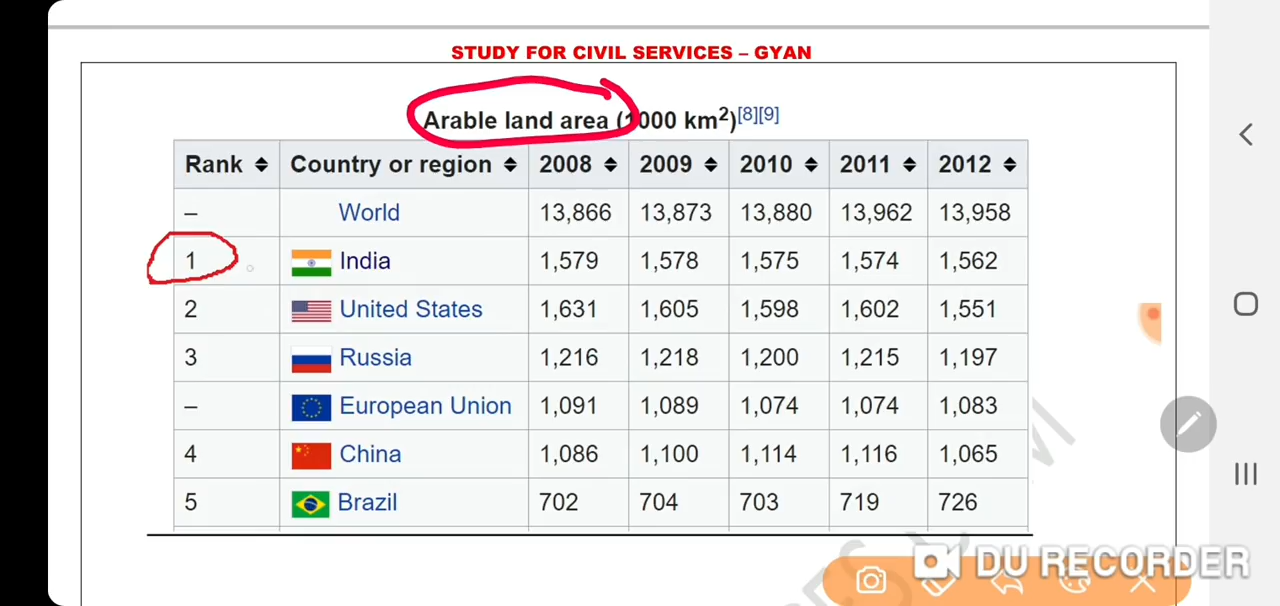 STUDY FOR CIVIL SERVICES – GYAN
Arable land area (1000 km²)[8][9]
Rank Country or region 2008 2009 2010 2011 2012
– World 13,866 13,873 13,880 13,962 13,958
1 India 1,579 1,578 1,575 1,574 1,562
2 United States 1,631 1,605 1,598 1,602 1,551
3 Russia 1,216 1,218 1,200 1,215 1,197
– European Union 1,091 1,089 1,074 1,074 1,083
4 China 1,086 1,100 1,114 1,116 1,065
5 Brazil 702 704 703 719 726
DU RECORDER